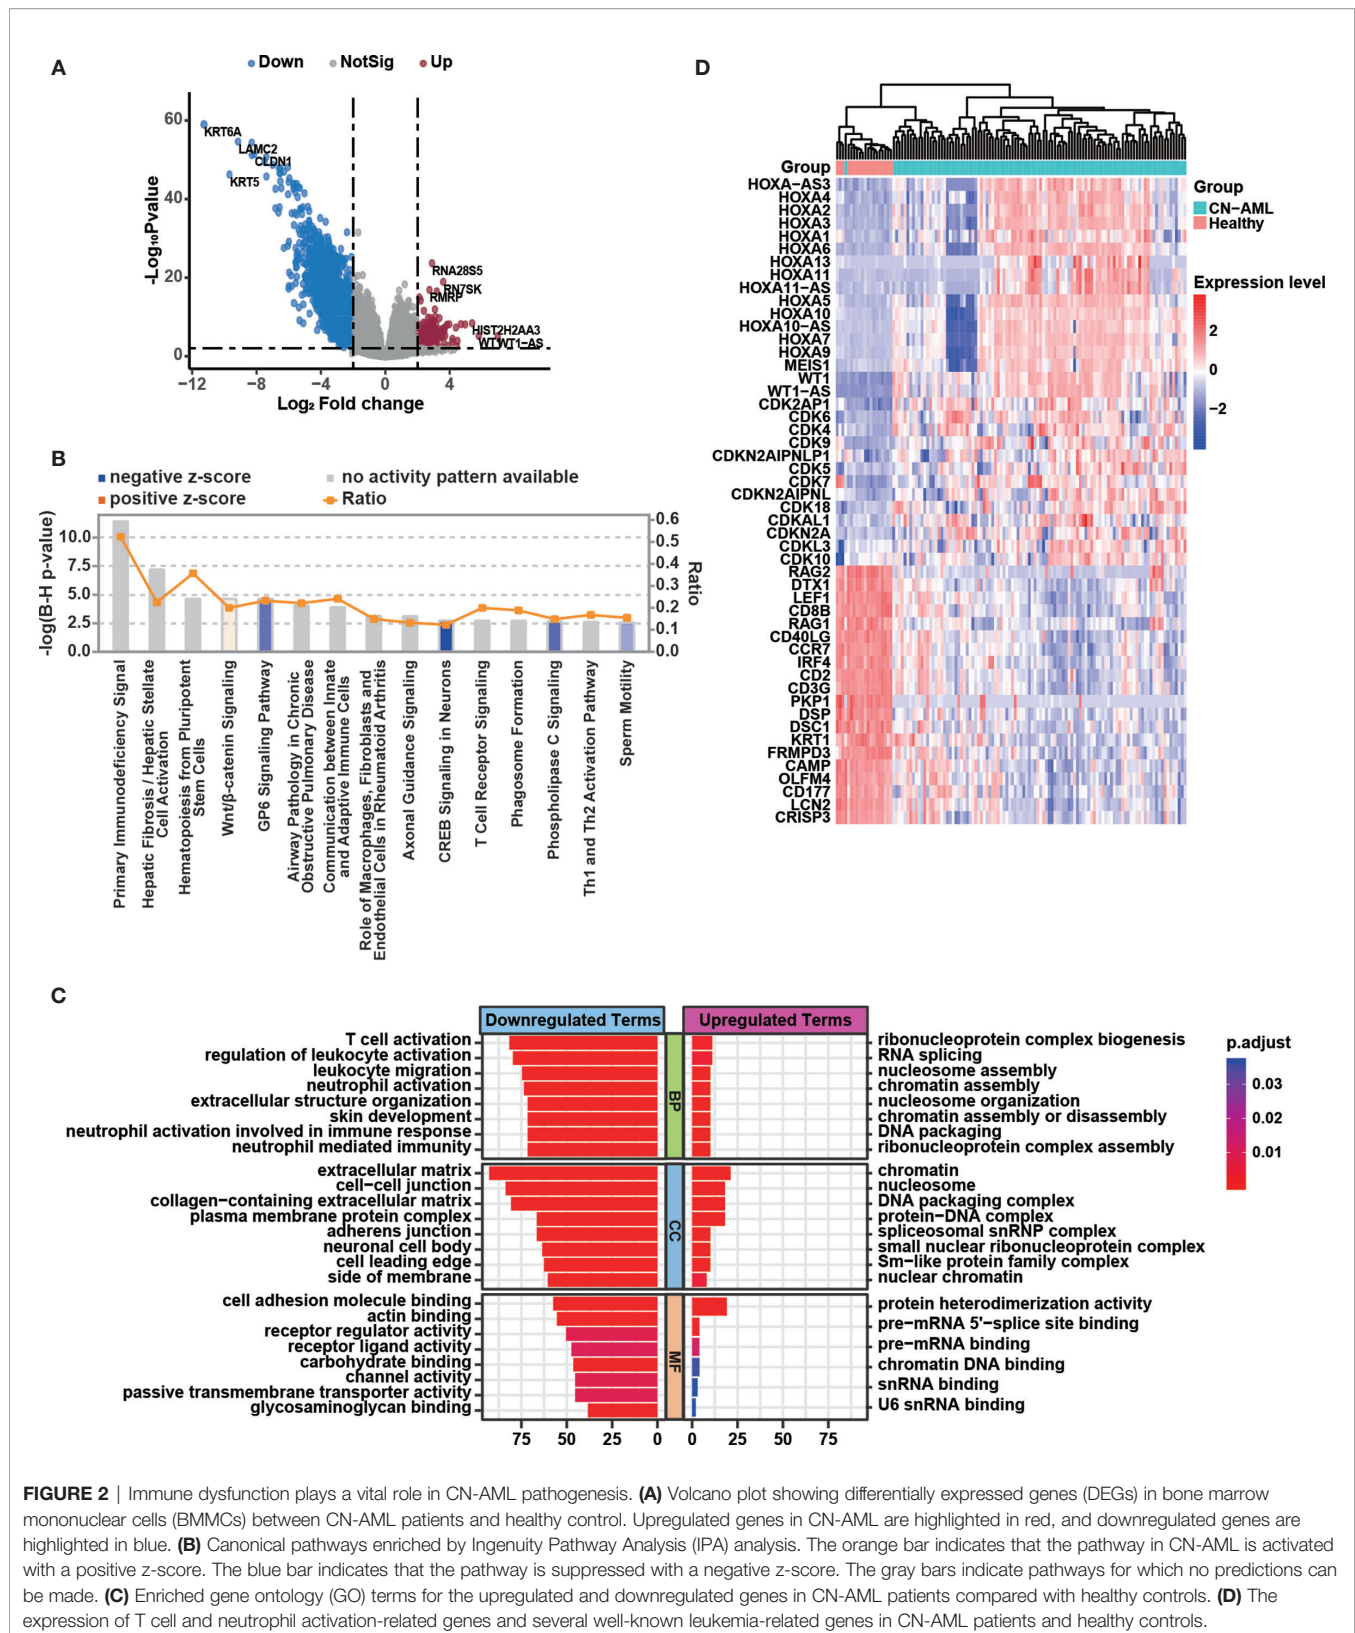 A
Down NotSig Up
KRT6A
LAMC2
CLDN1
KRT5
RNA28S5
RN7SK
RMRP
HIST2H2AA3
WT1-AS
60
40
20
0
-Log₁₀Pvalue
−12 −8 −4 0 4
Log₂ Fold change
B
negative z-score
no activity pattern available
positive z-score
Ratio
-log(B-H p-value)
10.0
7.5
5.0
2.5
0.0
0.6
0.5
0.4
0.3
0.2
0.1
0.0
Ratio
Primary Immunodeficiency Signal
Hepatic Fibrosis / Hepatic Stellate
Cell Activation
Hematopoiesis from Pluripotent
Stem Cells
Wnt/β-catenin Signaling
GP6 Signaling Pathway
Airway Pathology in Chronic
Obstructive Pulmonary Disease
Communication between Innate
and Adaptive Immune Cells
Role of Macrophages, Fibroblasts and
Endothelial Cells in Rheumatoid Arthritis
Axonal Guidance Signaling
CREB Signaling in Neurons
T Cell Receptor Signaling
Phagosome Formation
Phospholipase C Signaling
Th1 and Th2 Activation Pathway
Sperm Motility
D
Group
HOXA−AS3
HOXA4
HOXA2
HOXA3
HOXA1
HOXA6
HOXA13
HOXA11
HOXA11−AS
HOXA5
HOXA10
HOXA10−AS
HOXA7
HOXA9
MEIS1
WT1
WT1−AS
CDK2AP1
CDK6
CDK4
CDK9
CDKN2AIPNLP1
CDK5
CDK7
CDKN2AIPNL
CDK18
CDKAL1
CDKN2A
CDKL3
CDK10
RAG2
DTX1
LEF1
CD8B
RAG1
CD40LG
CCR7
IRF4
CD2
CD3G
PKP1
DSP
DSC1
KRT1
FRMPD3
CAMP
OLFM4
CD177
LCN2
CRISP3
Group
CN−AML
Healthy
Expression level
2
0
−2
C
Downregulated Terms Upregulated Terms
T cell activation
regulation of leukocyte activation
leukocyte migration
neutrophil activation
extracellular structure organization
skin development
neutrophil activation involved in immune response
neutrophil mediated immunity
BP
ribonucleoprotein complex biogenesis
RNA splicing
nucleosome assembly
chromatin assembly
nucleosome organization
chromatin assembly or disassembly
DNA packaging
ribonucleoprotein complex assembly
extracellular matrix
cell−cell junction
collagen−containing extracellular matrix
plasma membrane protein complex
adherens junction
neuronal cell body
cell leading edge
side of membrane
CC
chromatin
nucleosome
DNA packaging complex
protein−DNA complex
spliceosomal snRNP complex
small nuclear ribonucleoprotein complex
Sm−like protein family complex
nuclear chromatin
cell adhesion molecule binding
actin binding
receptor regulator activity
receptor ligand activity
carbohydrate binding
channel activity
passive transmembrane transporter activity
glycosaminoglycan binding
MF
protein heterodimerization activity
pre−mRNA 5'−splice site binding
pre−mRNA binding
chromatin DNA binding
snRNA binding
U6 snRNA binding
75 50 25 0 0 25 50 75
p.adjust
0.03
0.02
0.01
FIGURE 2 | Immune dysfunction plays a vital role in CN-AML pathogenesis. (A) Volcano plot showing differentially expressed genes (DEGs) in bone marrow
mononuclear cells (BMMCs) between CN-AML patients and healthy control. Upregulated genes in CN-AML are highlighted in red, and downregulated genes are
highlighted in blue. (B) Canonical pathways enriched by Ingenuity Pathway Analysis (IPA) analysis. The orange bar indicates that the pathway in CN-AML is activated
with a positive z-score. The blue bar indicates that the pathway is suppressed with a negative z-score. The gray bars indicate pathways for which no predictions can
be made. (C) Enriched gene ontology (GO) terms for the upregulated and downregulated genes in CN-AML patients compared with healthy controls. (D) The
expression of T cell and neutrophil activation-related genes and several well-known leukemia-related genes in CN-AML patients and healthy controls.